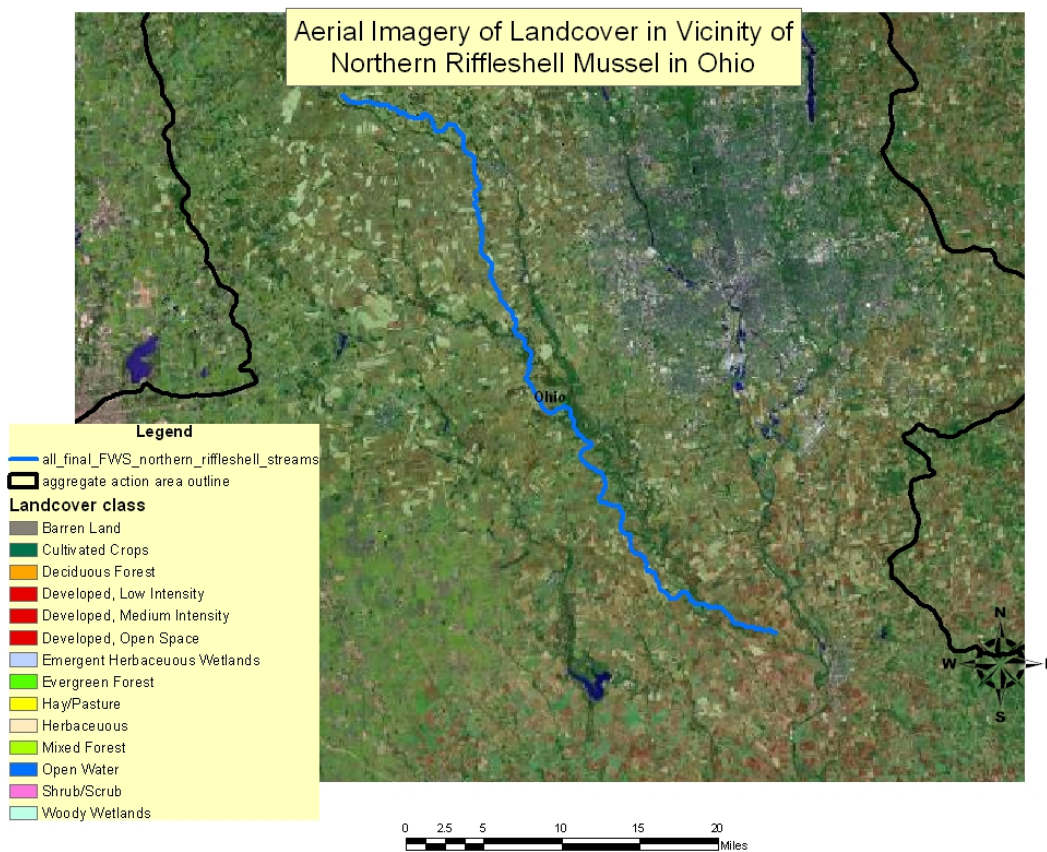 Aerial Imagery of Landcover in Vicinity of
Northern Riffleshell Mussel in Ohio
Ohio
Legend
all_final_FWS_northern_riffleshell_streams
aggregate action area outline
Landcover class
Barren Land
Cultivated Crops
Deciduous Forest
Developed, Low Intensity
Developed, Medium Intensity
Developed, Open Space
Emergent Herbaceous Wetlands
Evergreen Forest
Hay/Pasture
Herbaceuous
Mixed Forest
Open Water
Shrub/Scrub
Woody Wetlands
N
W
S
0 2.5 5 10 15 20
Miles